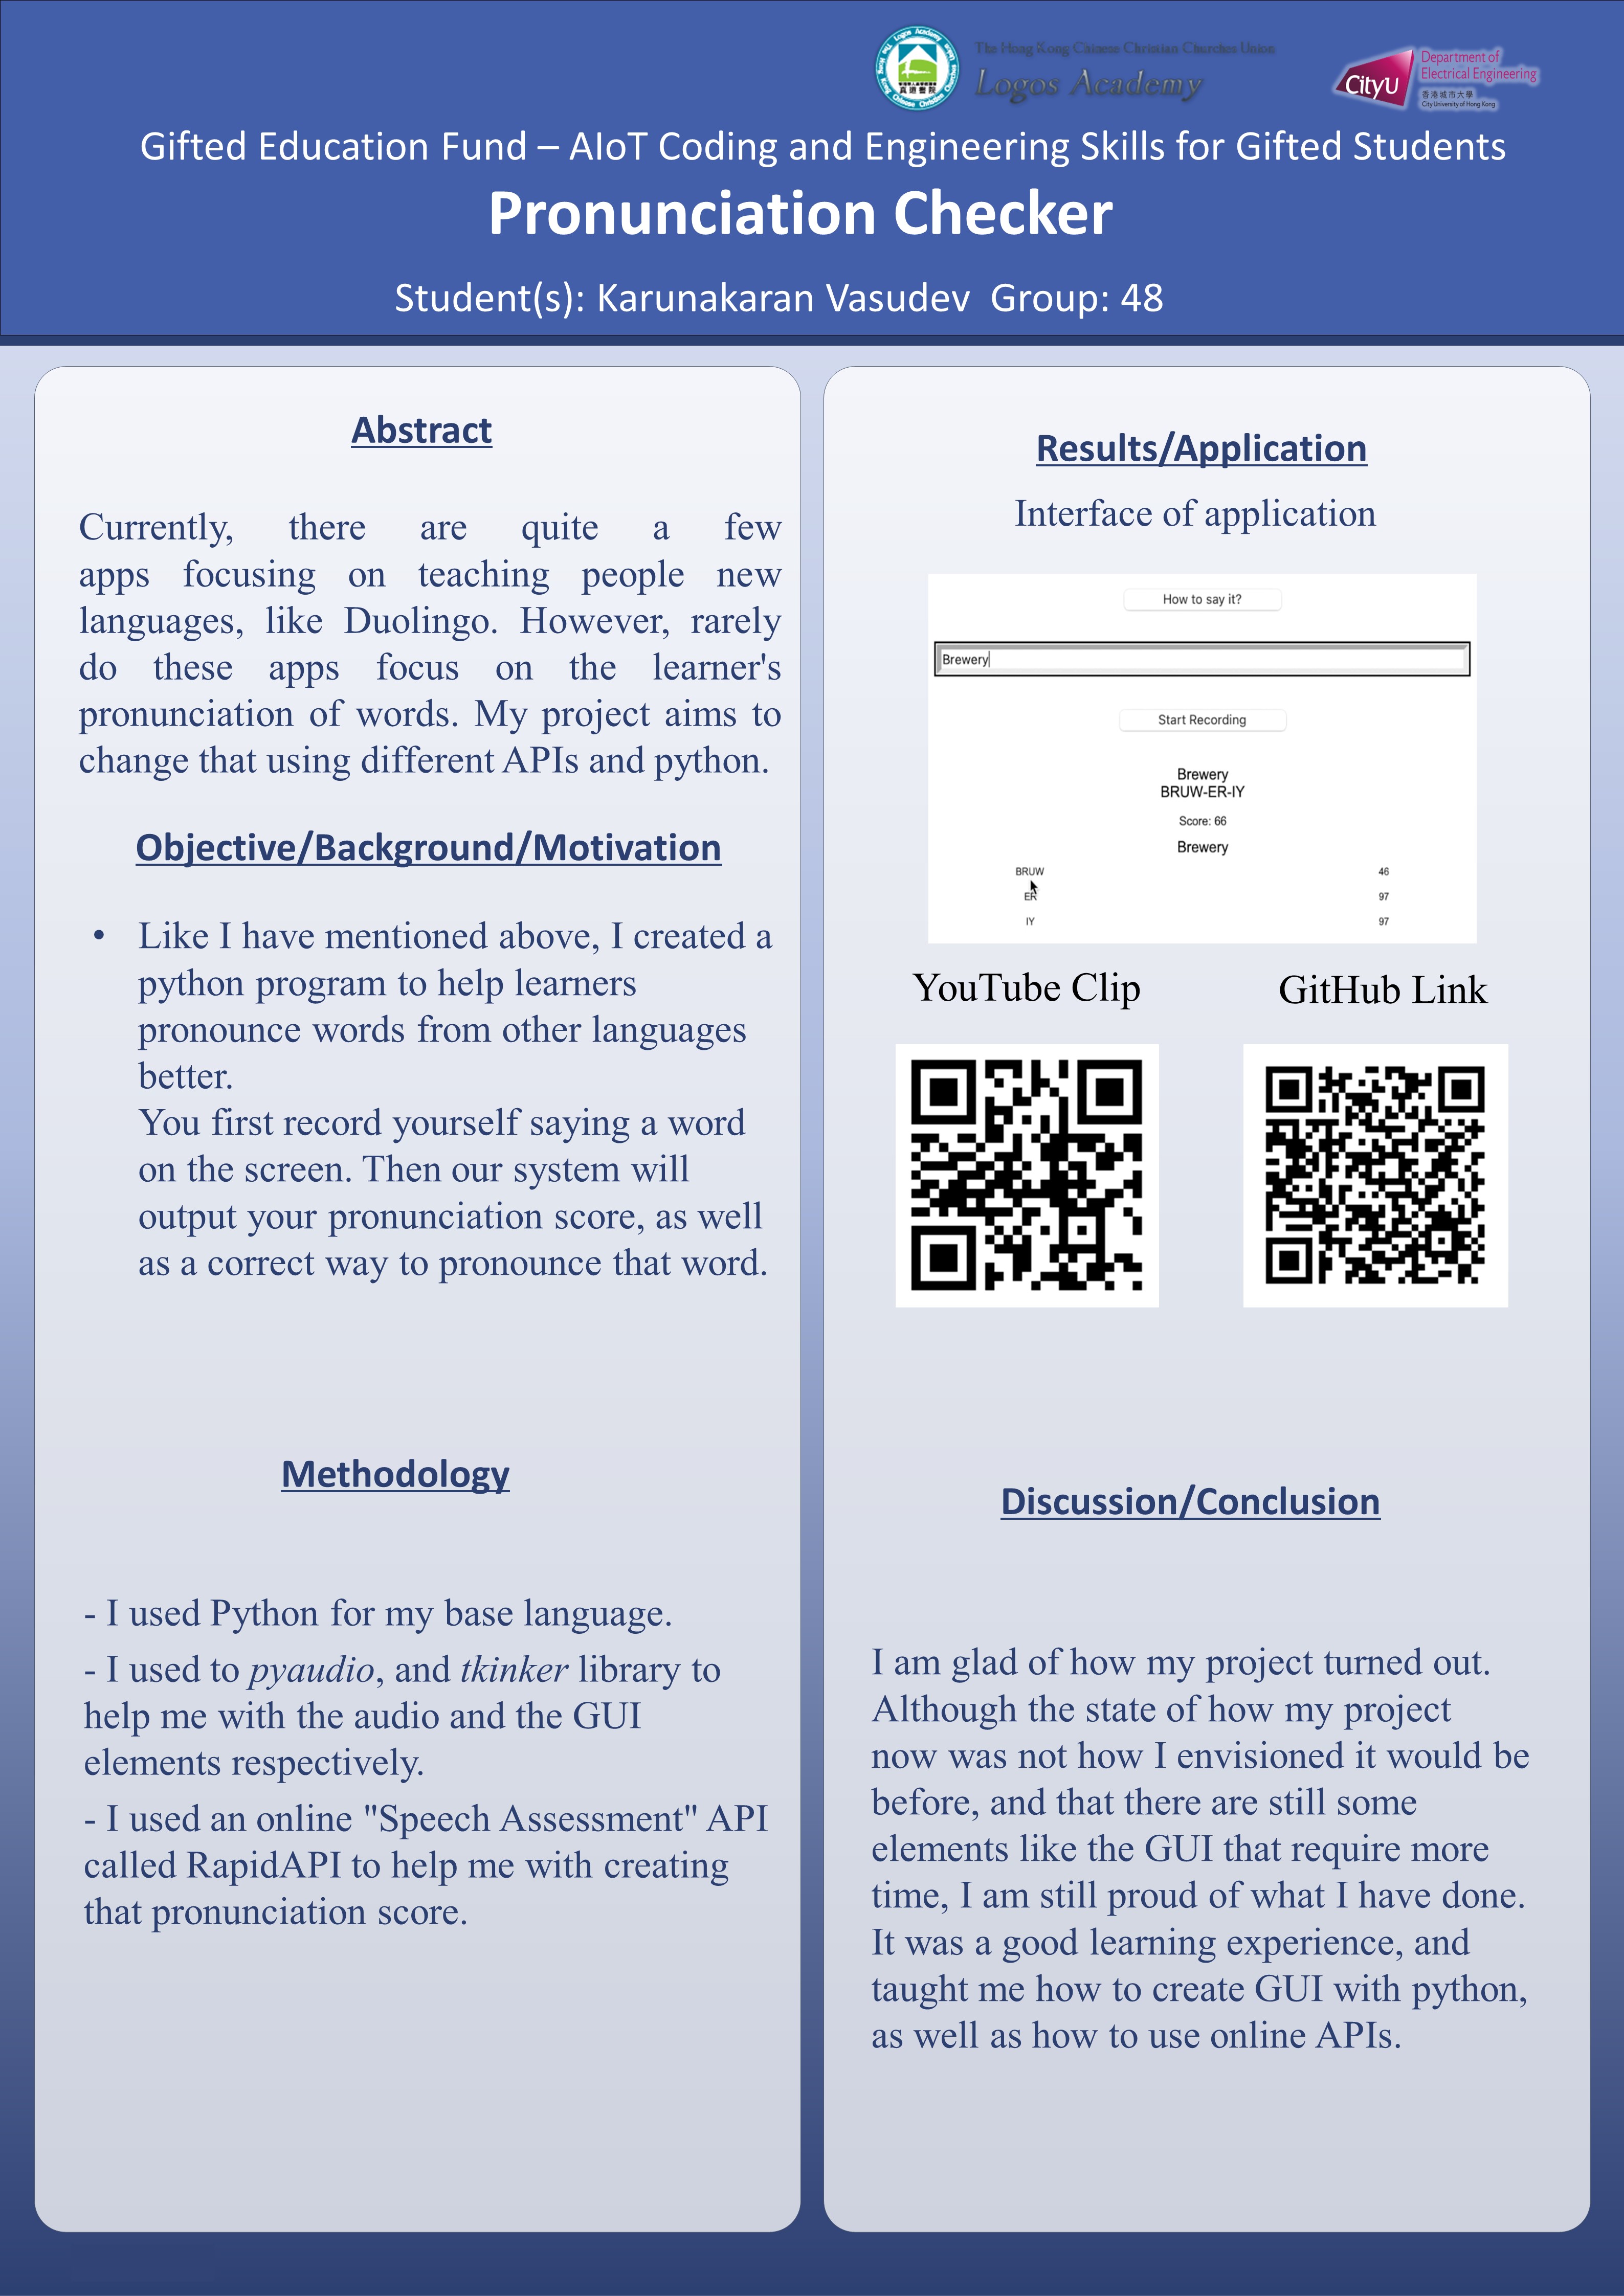 The Hong Kong Chinese Christian Churches Union
Logos Academy
真道書院
CityU
Department of
Electrical Engineering
香港城市大學
City University of Hong Kong
Gifted Education Fund – AIoT Coding and Engineering Skills for Gifted Students
Pronunciation Checker
Student(s): Karunakaran Vasudev  Group: 48
Abstract
Currently, there are quite a few
apps focusing on teaching people new
languages, like Duolingo. However, rarely
do these apps focus on the learner's
pronunciation of words. My project aims to
change that using different APIs and python.
Objective/Background/Motivation
• Like I have mentioned above, I created a
python program to help learners
pronounce words from other languages
better.
You first record yourself saying a word
on the screen. Then our system will
output your pronunciation score, as well
as a correct way to pronounce that word.
Methodology
- I used Python for my base language.
- I used to pyaudio, and tkinker library to
help me with the audio and the GUI
elements respectively.
- I used an online "Speech Assessment" API
called RapidAPI to help me with creating
that pronunciation score.
Results/Application
Interface of application
How to say it?
Brewery
Start Recording
Brewery
BRUW-ER-IY
Score: 66
Brewery
BRUW 46
ER 97
IY 97
YouTube Clip
GitHub Link
Discussion/Conclusion
I am glad of how my project turned out.
Although the state of how my project
now was not how I envisioned it would be
before, and that there are still some
elements like the GUI that require more
time, I am still proud of what I have done.
It was a good learning experience, and
taught me how to create GUI with python,
as well as how to use online APIs.